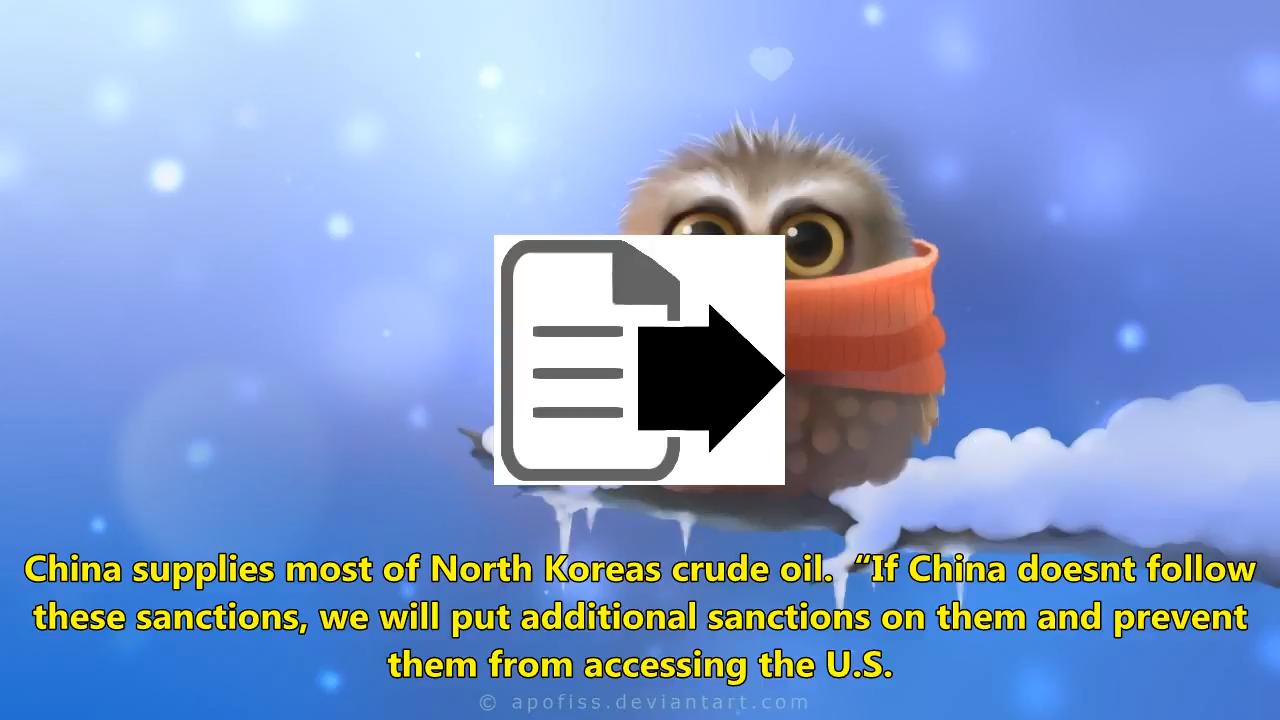 China supplies most of North Koreas crude oil.  “If China doesnt follow
these sanctions, we will put additional sanctions on them and prevent
them from accessing the U.S.
© apofiss.deviantart.com